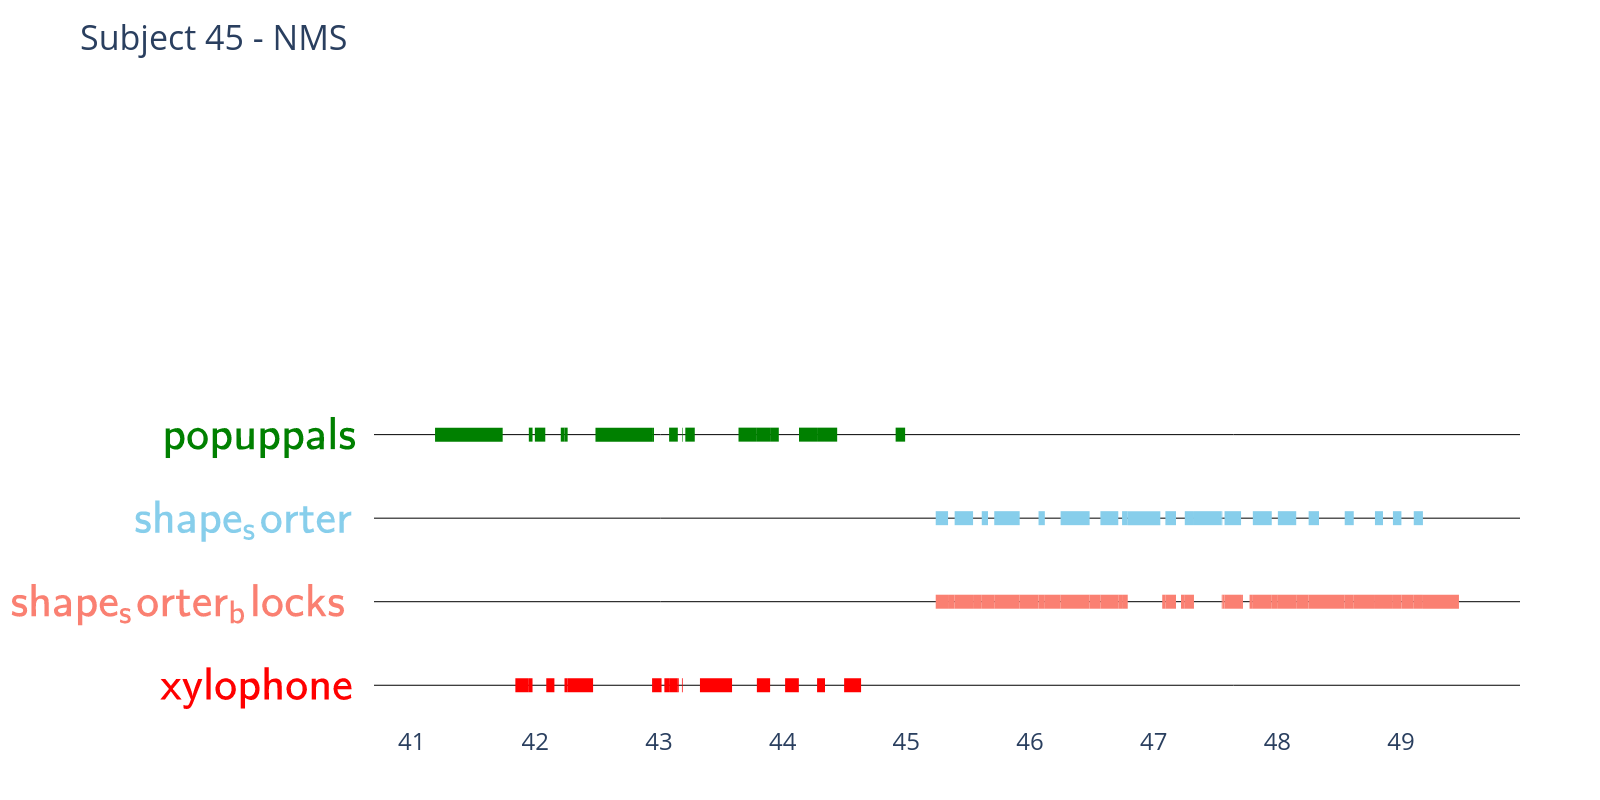 Subject 45 - NMS
popuppals
shapesorter
shapesorterblocks
xylophone
41 42 43 44 45 46 47 48 49